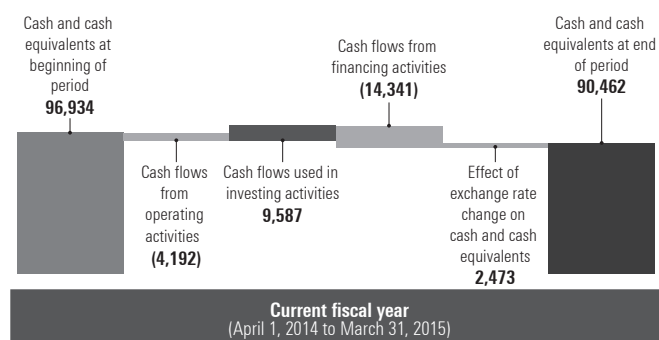 Cash and cash
equivalents at
beginning of
period
96,934
Cash flows
from
operating
activities
(4,192)
Cash flows used in
investing activities
9,587
Cash flows from
financing activities
(14,341)
Effect of
exchange rate
change on
cash and cash
equivalents
2,473
Cash and cash
equivalents at end
of period
90,462
Current fiscal year
(April 1, 2014 to March 31, 2015)